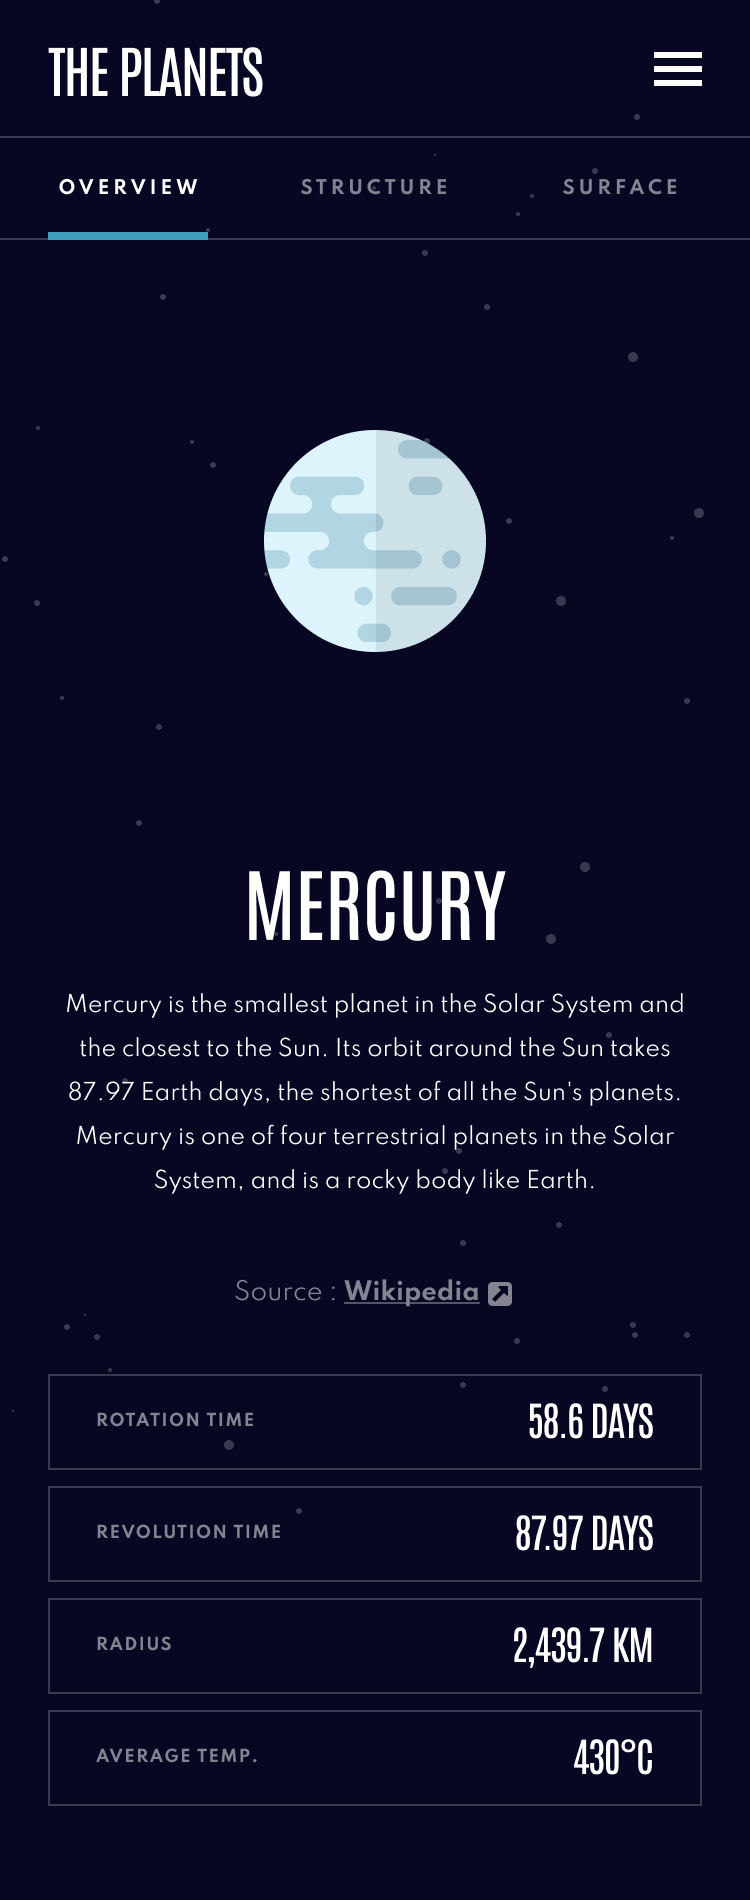 THE PLANETS
OVERVIEW STRUCTURE SURFACE
MERCURY
Mercury is the smallest planet in the Solar System and
the closest to the Sun. Its orbit around the Sun takes
87.97 Earth days, the shortest of all the Sun's planets.
Mercury is one of four terrestrial planets in the Solar
System, and is a rocky body like Earth.
Source : Wikipedia
ROTATION TIME 58.6 DAYS
REVOLUTION TIME 87.97 DAYS
RADIUS 2,439.7 KM
AVERAGE TEMP. 430°C